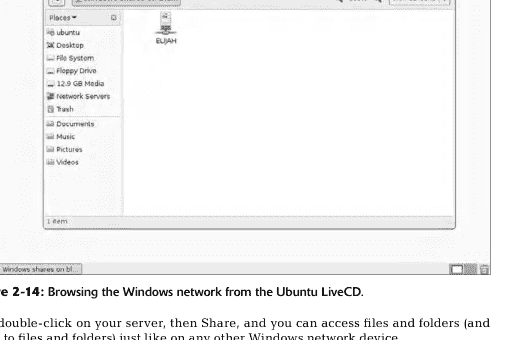 Places
ubuntu
Desktop
File System
Floppy Drive
12.9 GB Media
Network Servers
Trash
Documents
Music
Pictures
Videos
ELIJAH
1 item
Windows shares on bl...
e 2-14: Browsing the Windows network from the Ubuntu LiveCD.
double-click on your server, then Share, and you can access files and folders (and
to files and folders) just like on any other Windows network device.